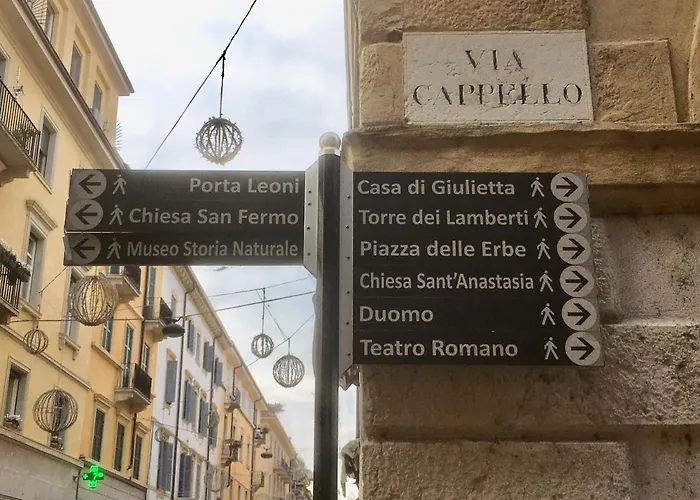 VIA
CAPPELLO
Porta Leoni
Chiesa San Fermo
Museo Storia Naturale
Casa di Giulietta
Torre dei Lamberti
Piazza delle Erbe
Chiesa Sant'Anastasia
Duomo
Teatro Romano